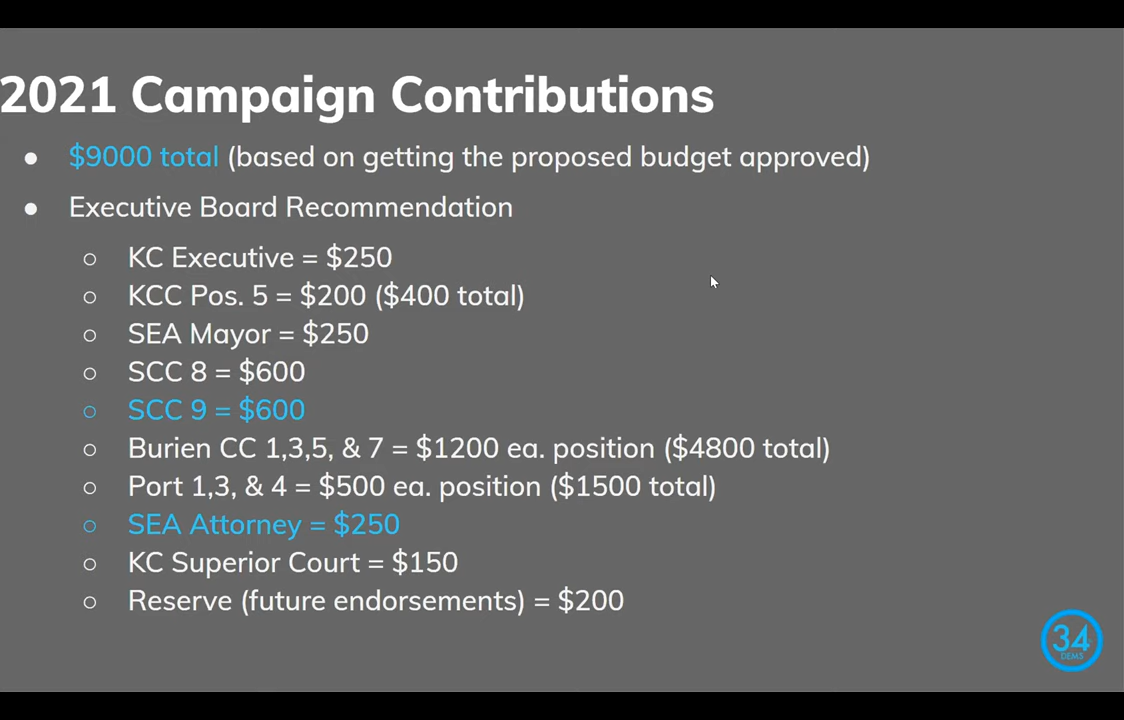 2021 Campaign Contributions
● $9000 total (based on getting the proposed budget approved)
● Executive Board Recommendation
○ KC Executive = $250
○ KCC Pos. 5 = $200 ($400 total)
○ SEA Mayor = $250
○ SCC 8 = $600
○ SCC 9 = $600
○ Burien CC 1,3,5, & 7 = $1200 ea. position ($4800 total)
○ Port 1,3, & 4 = $500 ea. position ($1500 total)
○ SEA Attorney = $250
○ KC Superior Court = $150
○ Reserve (future endorsements) = $200
34
DEMS